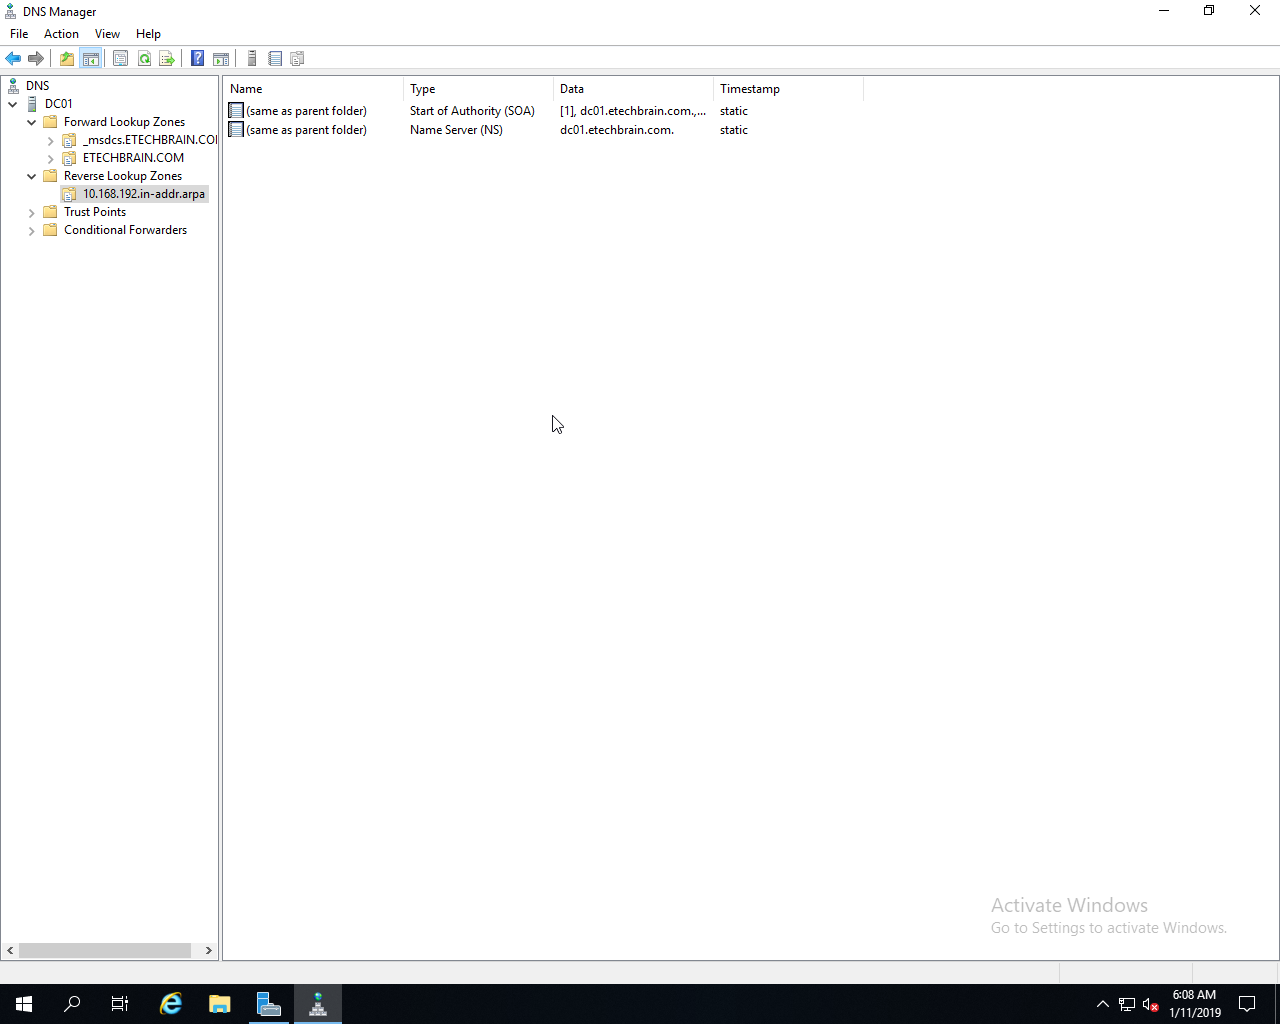 DNS Manager
File Action View Help
DNS
DC01
Forward Lookup Zones
_msdcs.ETECHBRAIN.COI
ETECHBRAIN.COM
Reverse Lookup Zones
10.168.192.in-addr.arpa
Trust Points
Conditional Forwarders
Name Type Data Timestamp
(same as parent folder) Start of Authority (SOA) [1], dc01.etechbrain.com.,... static
(same as parent folder) Name Server (NS) dc01.etechbrain.com. static
Activate Windows
Go to Settings to activate Windows.
6:08 AM
1/11/2019